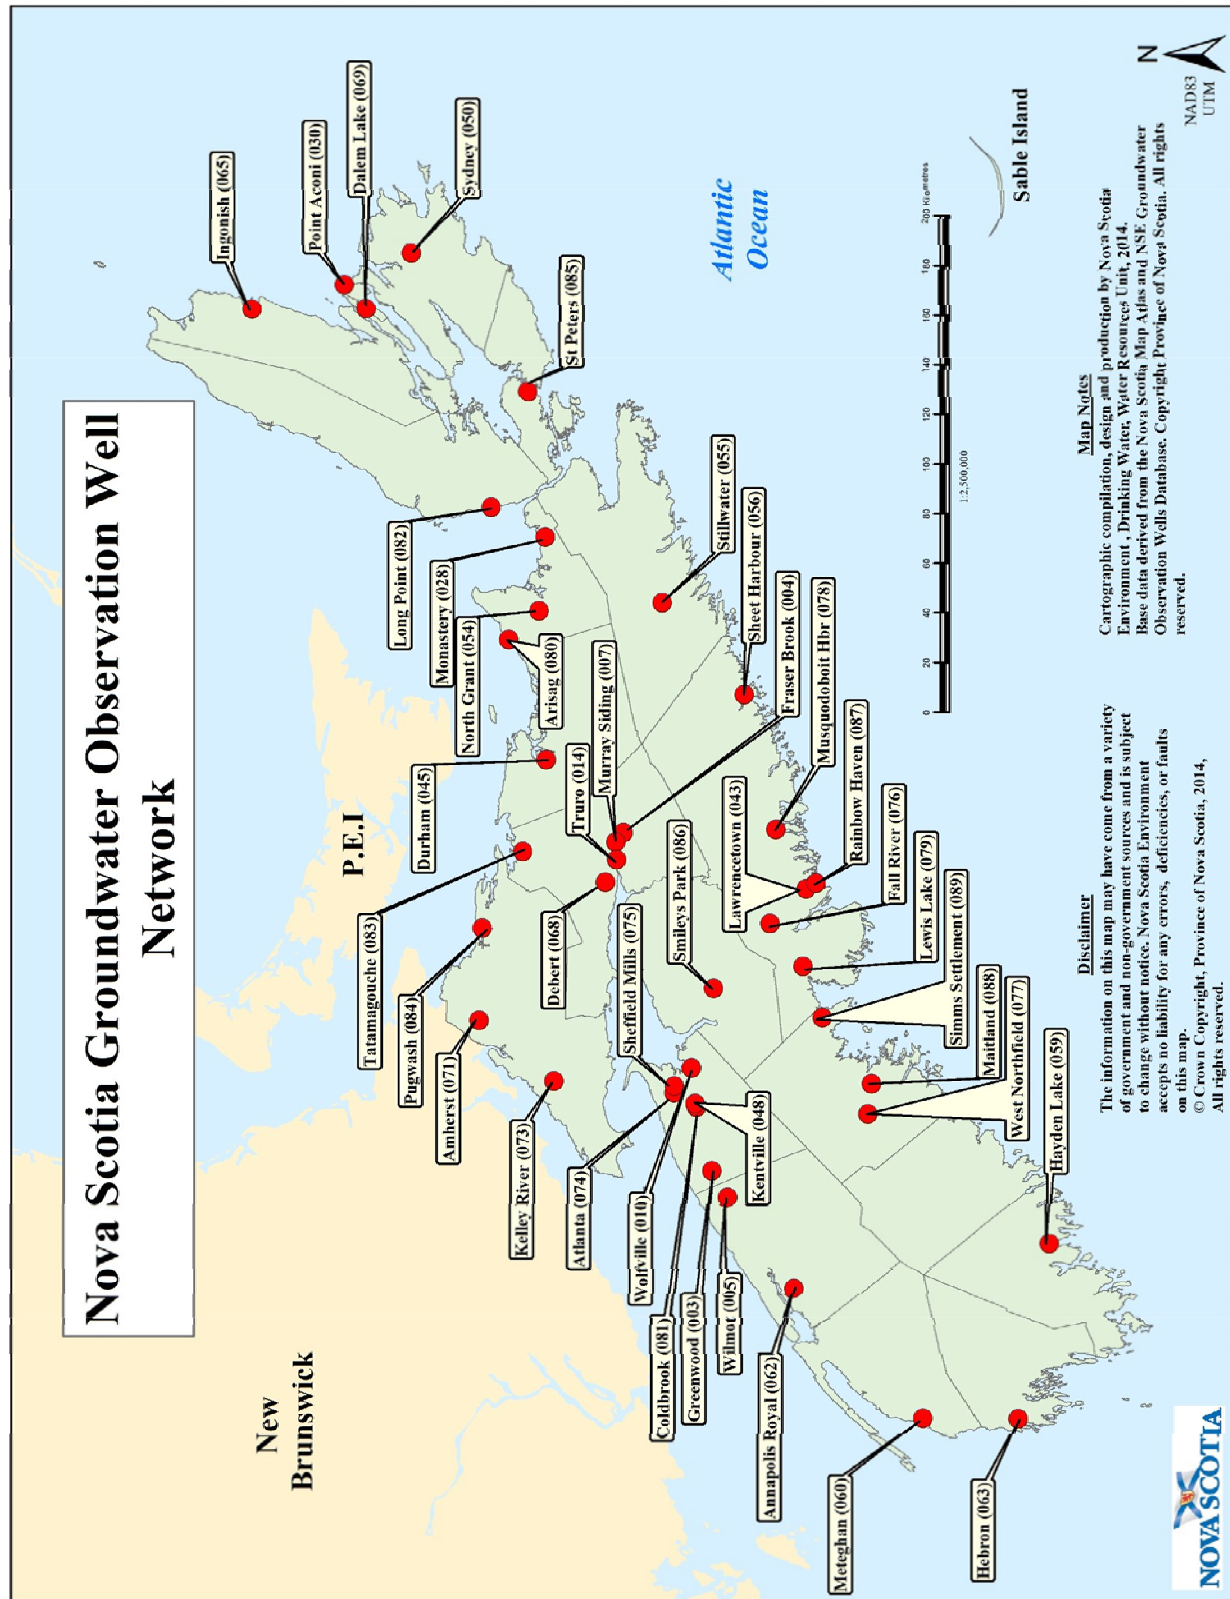 Nova Scotia Groundwater Observation Well
Network
New
Brunswick
P.E.I
Atlantic
Ocean
Sable Island
Ingonish (065)
Point Aconi (030)
Dalem Lake (069)
Sydney (050)
St Peters (085)
Long Point (082)
Monastery (028)
North Grant (054)
Arisag (080)
Durham (045)
Tatamagouche (083)
Pugwash (084)
Amherst (071)
Kelley River (073)
Debert (068)
Truro (014)
Murray Siding (007)
Fraser Brook (004)
Stillwater (055)
Sheet Harbour (056)
Musquodoboit Hbr (078)
Lawrencetown (043)
Rainbow Haven (087)
Fall River (076)
Lewis Lake (079)
Simms Settlement (089)
Smileys Park (086)
Sheffield Mills (075)
Atlanta (074)
Wolfville (010)
Coldbrook (081)
Kentville (048)
Greenwood (003)
Wilmot (005)
Annapolis Royal (062)
Meteghan (060)
Hebron (063)
Hayden Lake (059)
Maitland (088)
West Northfield (077)
0 20 40 60 80 100 120 140 160 180 200 Kilometres
1:2,500,000
Disclaimer
The information on this map may have come from a variety
of government and non-government sources and is subject
to change without notice. Nova Scotia Environment
accepts no liability for any errors, deficiencies, or faults
on this map.
© Crown Copyright, Province of Nova Scotia, 2014,
All rights reserved.
Map Notes
Cartographic compilation, design and production by Nova Scotia
Environment , Drinking Water, Water Resources Unit, 2014.
Base data derived from the Nova Scotia Map Atlas and NSE Groundwater
Observation Wells Database. Copyright Province of Nova Scotia. All rights
reserved.
N
NAD83
UTM
NOVA SCOTIA